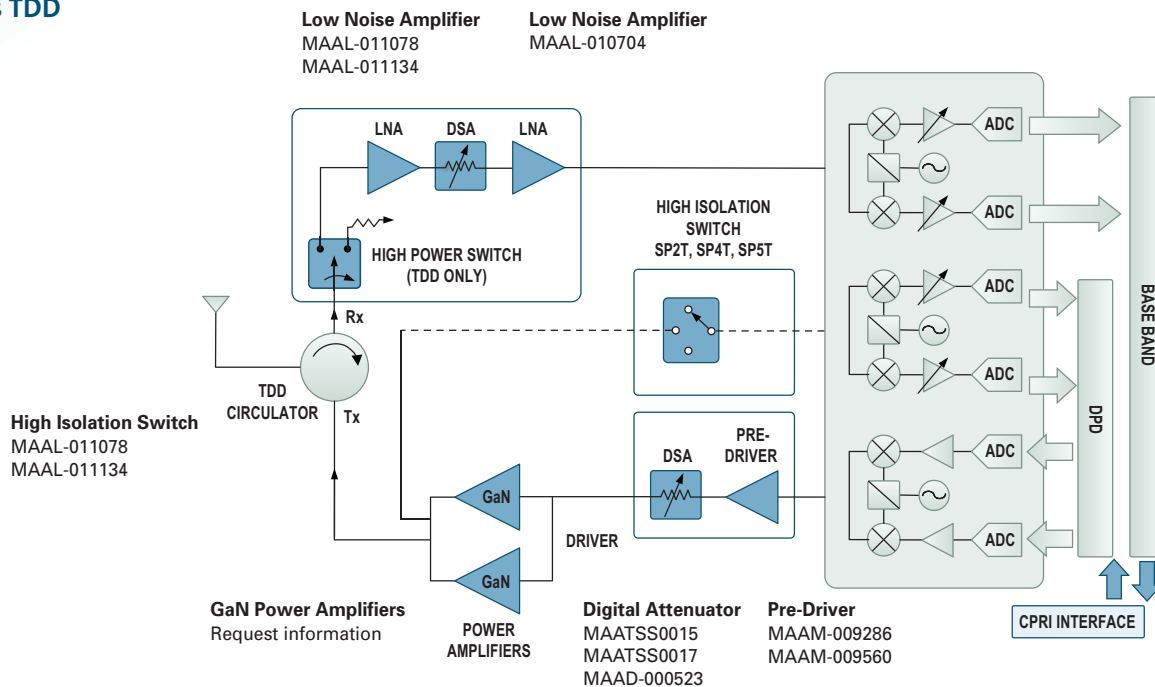 TDD
Low Noise Amplifier
MAAL-011078
MAAL-011134
Low Noise Amplifier
MAAL-010704
LNA
DSA
LNA
HIGH POWER SWITCH
(TDD ONLY)
Rx
TDD
CIRCULATOR
Tx
High Isolation Switch
MAAL-011078
MAAL-011134
HIGH ISOLATION
SWITCH
SP2T, SP4T, SP5T
DSA
PRE-
DRIVER
GaN
GaN
DRIVER
POWER
AMPLIFIERS
GaN Power Amplifiers
Request information
Digital Attenuator
MAATSS0015
MAATSS0017
MAAD-000523
Pre-Driver
MAAM-009286
MAAM-009560
ADC
ADC
ADC
ADC
ADC
ADC
DPD
BASE BAND
CPRI INTERFACE